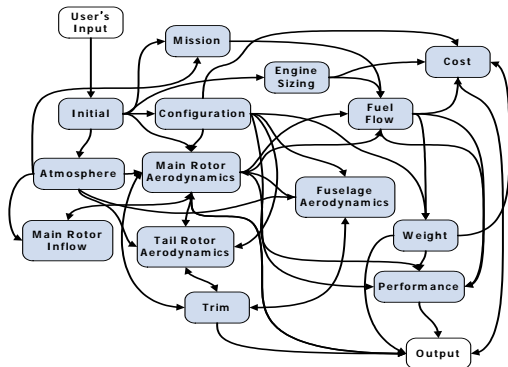 User's
Input
Mission
Cost
Engine
Sizing
Initial
Configuration
Fuel
Flow
Atmosphere
Main Rotor
Aerodynamics
Fuselage
Aerodynamics
Main Rotor
Inflow
Tail Rotor
Aerodynamics
Weight
Trim
Performance
Output